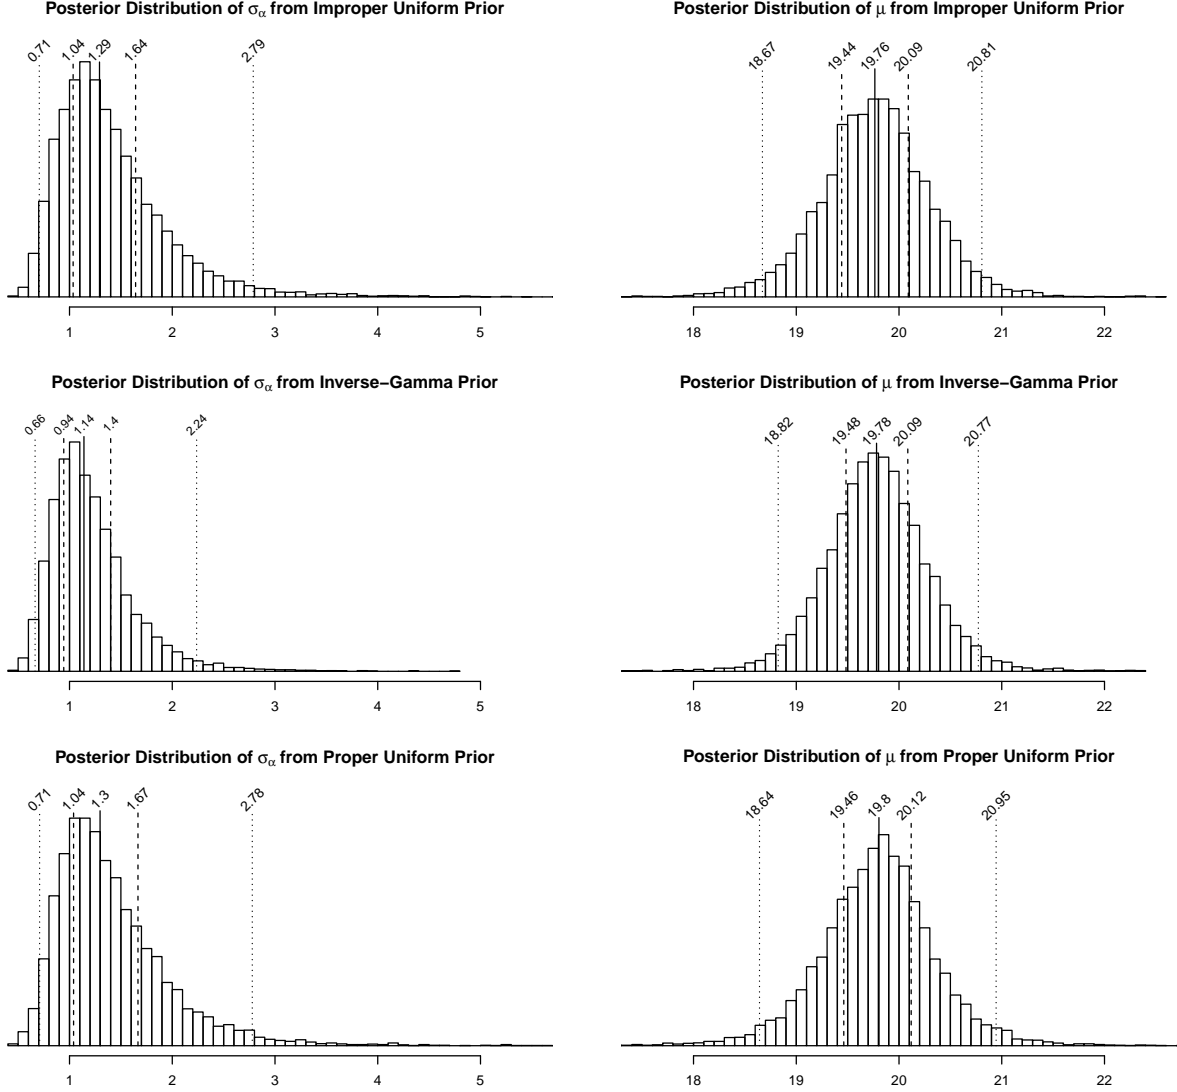 Posterior Distribution of σα from Improper Uniform Prior
0.71 1.04 1.29 1.64 2.79
1 2 3 4 5
Posterior Distribution of μ from Improper Uniform Prior
18.67 19.44 19.76 20.09 20.81
18 19 20 21 22
Posterior Distribution of σα from Inverse−Gamma Prior
0.66 0.94 1.14 1.4 2.24
1 2 3 4 5
Posterior Distribution of μ from Inverse−Gamma Prior
18.82 19.48 19.78 20.09 20.77
18 19 20 21 22
Posterior Distribution of σα from Proper Uniform Prior
0.71 1.04 1.3 1.67 2.78
1 2 3 4 5
Posterior Distribution of μ from Proper Uniform Prior
18.64 19.46 19.8 20.12 20.95
18 19 20 21 22